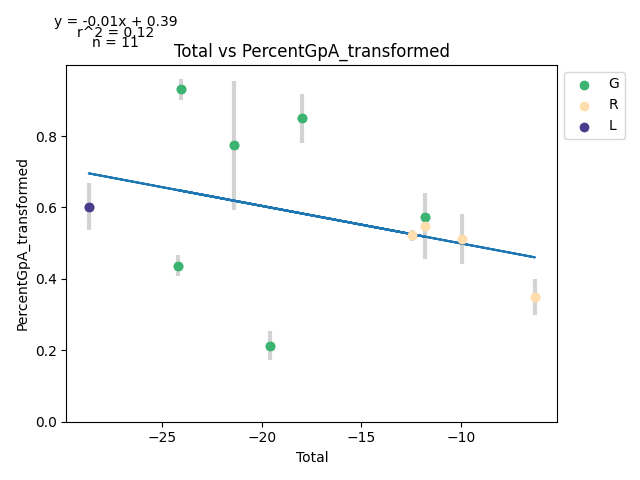 y = -0.01x + 0.39
r^2 = 0.12
n = 11
Total vs PercentGpA_transformed
G
R
L
PercentGpA_transformed
0.8
0.6
0.4
0.2
0.0
−25
−20
−15
−10
Total